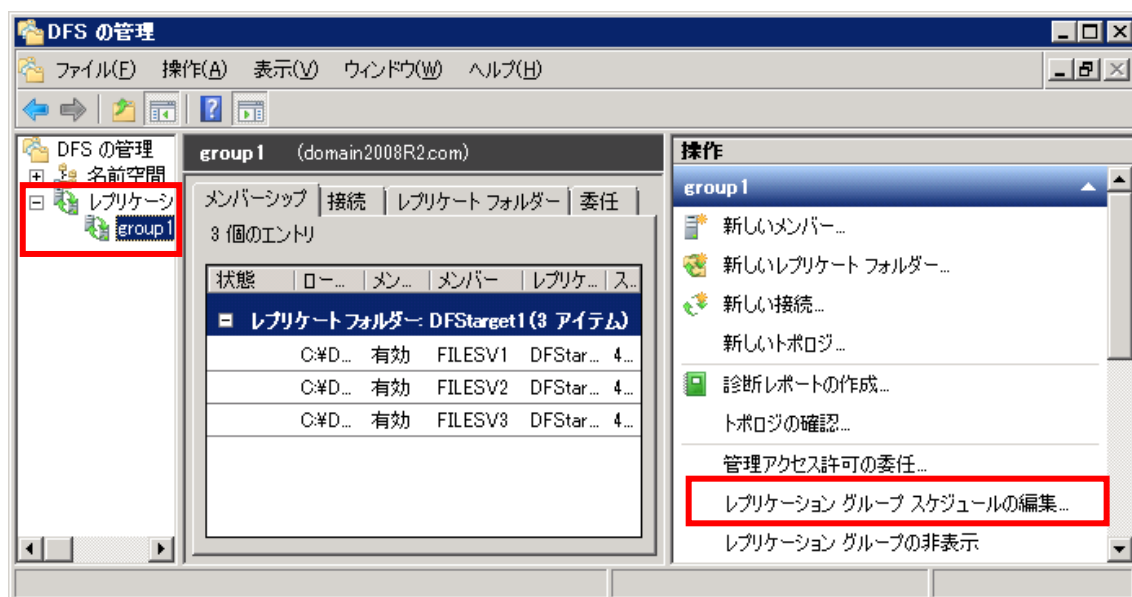 DFS の管理
ファイル(F) 操作(A) 表示(V) ウィンドウ(W) ヘルプ(H)
DFS の管理
名前空間
レプリケーシ
group1
group1 (domain2008R2.com)
メンバーシップ 接続 レプリケート フォルダー 委任
3 個のエントリ
状態 ロー... メン... メンバー レプリケ... ス..
レプリケート フォルダー: DFStarget1 (3 アイテム)
C:¥D... 有効 FILESV1 DFStar... 4...
C:¥D... 有効 FILESV2 DFStar... 4...
C:¥D... 有効 FILESV3 DFStar... 4...
操作
group1
新しいメンバー...
新しいレプリケート フォルダー...
新しい接続...
新しいトポロジ...
診断レポートの作成...
トポロジの確認...
管理アクセス許可の委任...
レプリケーション グループ スケジュールの編集...
レプリケーション グループの非表示